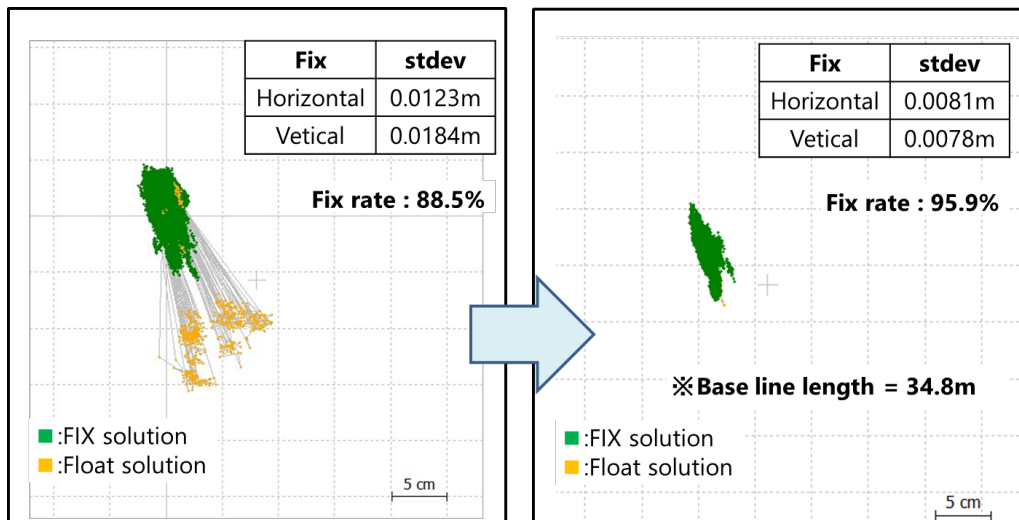 Fix stdev
Horizontal 0.0123m
Vetical 0.0184m
Fix rate : 88.5%
:FIX solution
:Float solution
5 cm
Fix stdev
Horizontal 0.0081m
Vetical 0.0078m
Fix rate : 95.9%
※Base line length = 34.8m
:FIX solution
:Float solution
5 cm